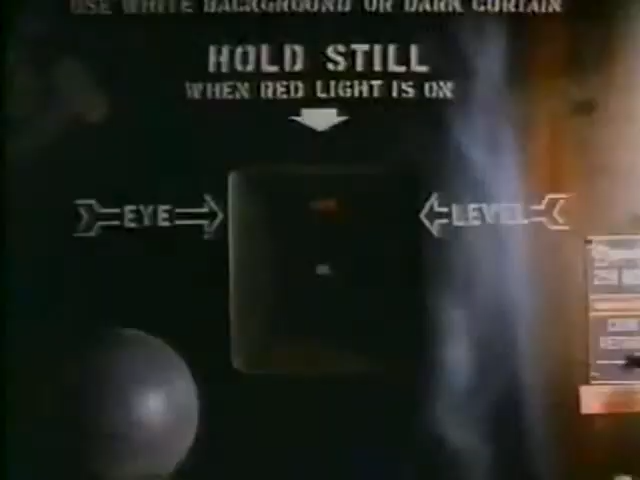 USE WHITE BACKGROUND OR DARK CURTAIN
HOLD STILL
WHEN RED LIGHT IS ON
EYE LEVEL